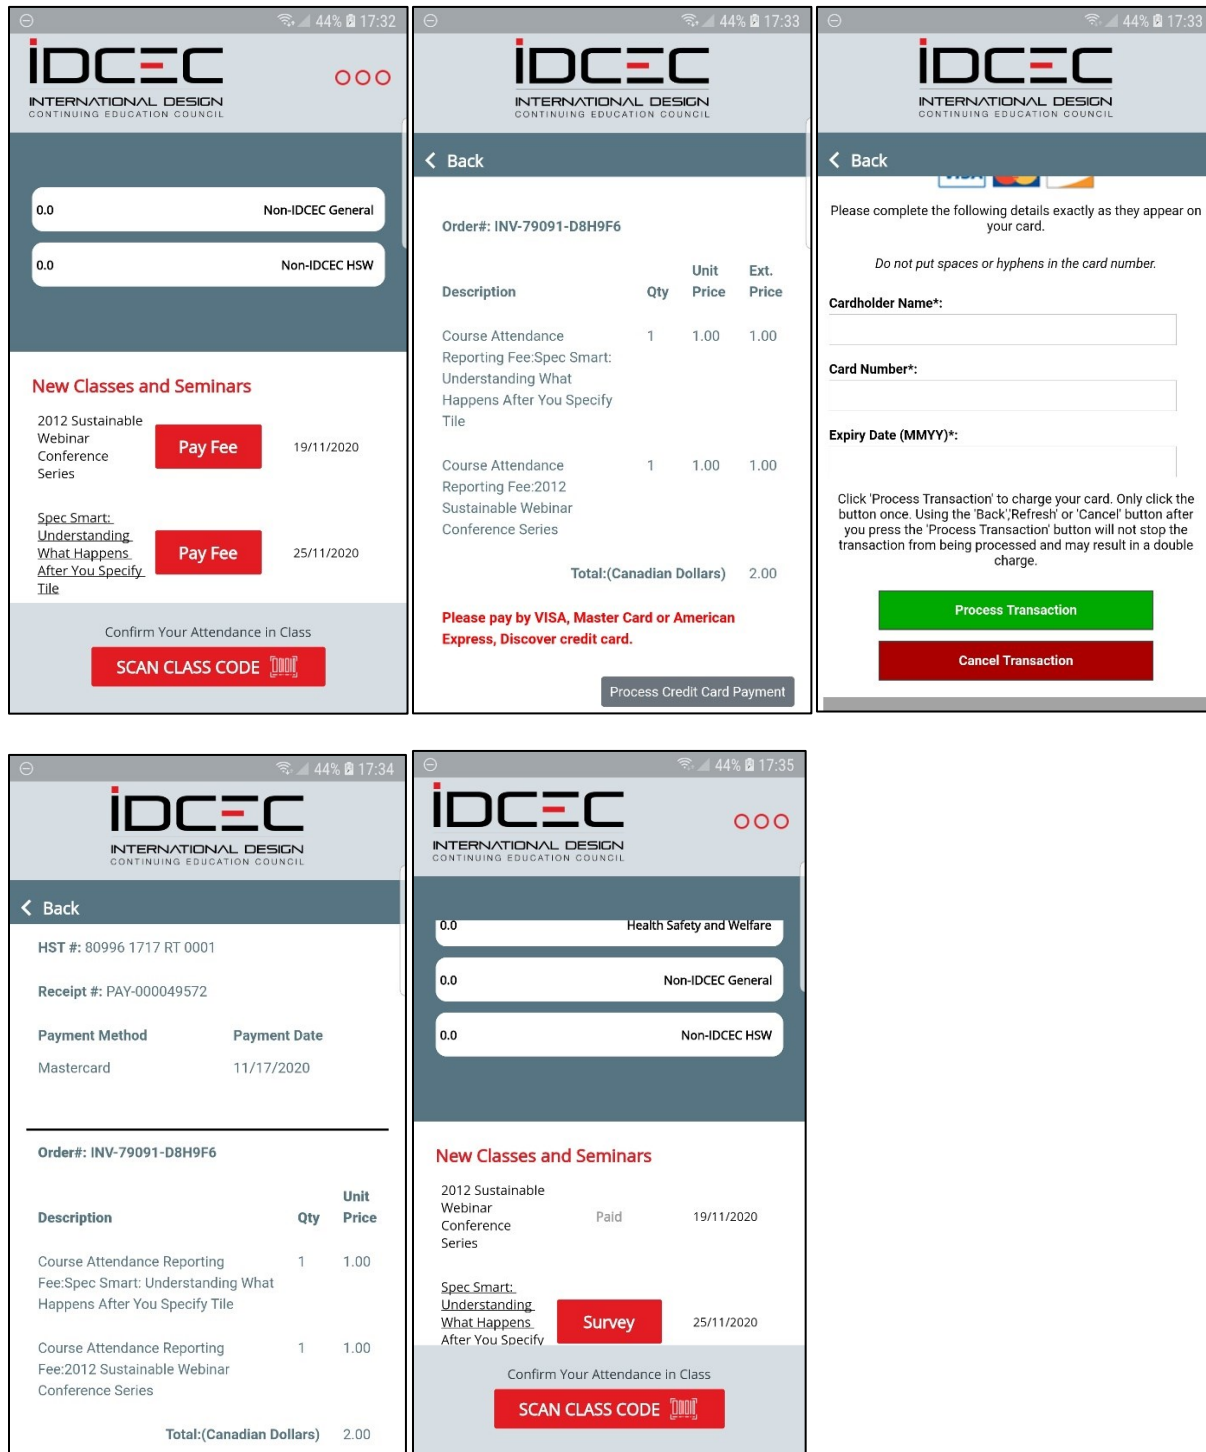 44% 17:32
iDCEC
INTERNATIONAL DESIGN
CONTINUING EDUCATION COUNCIL
0.0 Non-IDCEC General
0.0 Non-IDCEC HSW
New Classes and Seminars
2012 Sustainable
Webinar
Conference
Series
Pay Fee
19/11/2020
Spec Smart:
Understanding
What Happens
After You Specify
Tile
Pay Fee
25/11/2020
Confirm Your Attendance in Class
SCAN CLASS CODE
44% 17:33
iDCEC
INTERNATIONAL DESIGN
CONTINUING EDUCATION COUNCIL
Back
Order#: INV-79091-D8H9F6
Unit Ext.
Description Qty Price Price
Course Attendance 1 1.00 1.00
Reporting Fee:Spec Smart:
Understanding What
Happens After You Specify
Tile
Course Attendance 1 1.00 1.00
Reporting Fee:2012
Sustainable Webinar
Conference Series
Total:(Canadian Dollars) 2.00
Please pay by VISA, Master Card or American
Express, Discover credit card.
Process Credit Card Payment
44% 17:33
iDCEC
INTERNATIONAL DESIGN
CONTINUING EDUCATION COUNCIL
Back
Please complete the following details exactly as they appear on
your card.
Do not put spaces or hyphens in the card number.
Cardholder Name*:
Card Number*:
Expiry Date (MMYY)*:
Click 'Process Transaction' to charge your card. Only click the
button once. Using the 'Back','Refresh' or 'Cancel' button after
you press the 'Process Transaction' button will not stop the
transaction from being processed and may result in a double
charge.
Process Transaction
Cancel Transaction
44% 17:34
iDCEC
INTERNATIONAL DESIGN
CONTINUING EDUCATION COUNCIL
Back
HST #: 80996 1717 RT 0001
Receipt #: PAY-000049572
Payment Method Payment Date
Mastercard 11/17/2020
Order#: INV-79091-D8H9F6
Unit
Description Qty Price
Course Attendance Reporting 1 1.00
Fee:Spec Smart: Understanding What
Happens After You Specify Tile
Course Attendance Reporting 1 1.00
Fee:2012 Sustainable Webinar
Conference Series
Total:(Canadian Dollars) 2.00
44% 17:35
iDCEC
INTERNATIONAL DESIGN
CONTINUING EDUCATION COUNCIL
0.0 Health Safety and Welfare
0.0 Non-IDCEC General
0.0 Non-IDCEC HSW
New Classes and Seminars
2012 Sustainable
Webinar
Conference
Series
Paid
19/11/2020
Spec Smart:
Understanding
What Happens
After You Specify
Survey
25/11/2020
Confirm Your Attendance in Class
SCAN CLASS CODE